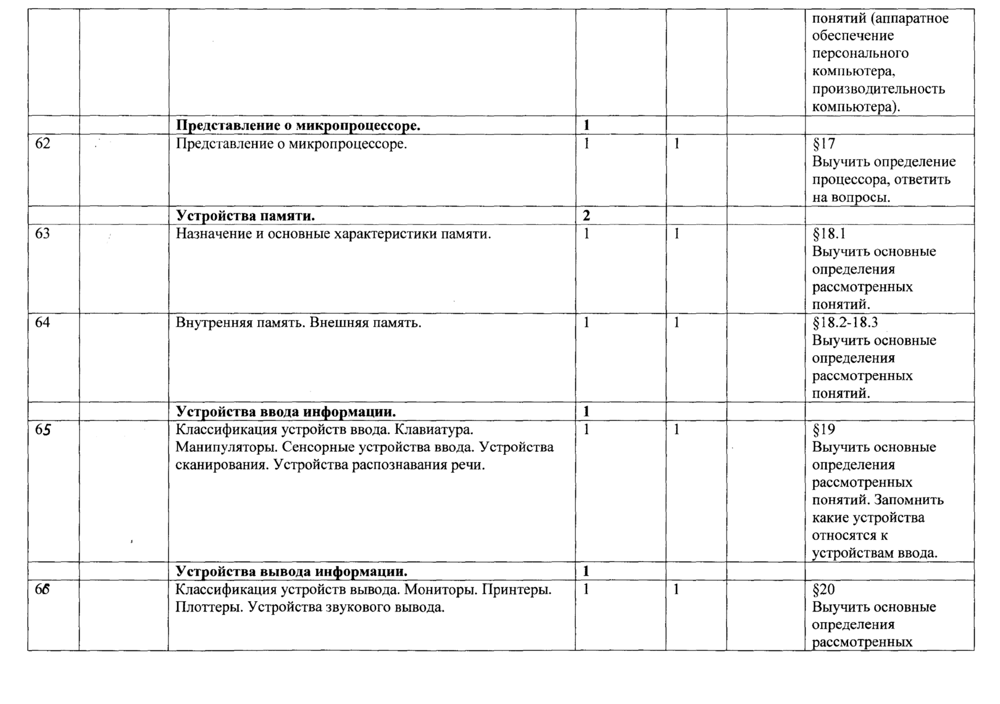 понятий (аппаратное
обеспечение
персонального
компьютера,
производительность
компьютера).
Представление о микропроцессоре. 1
62 Представление о микропроцессоре. 1 1 §17
Выучить определение
процессора, ответить
на вопросы.
Устройства памяти. 2
63 Назначение и основные характеристики памяти. 1 1 §18.1
Выучить основные
определения
рассмотренных
понятий.
64 Внутренняя память. Внешняя память. 1 1 §18.2-18.3
Выучить основные
определения
рассмотренных
понятий.
Устройства ввода информации. 1
65 Классификация устройств ввода. Клавиатура. 1 1 §19
Манипуляторы. Сенсорные устройства ввода. Устройства Выучить основные
сканирования. Устройства распознавания речи. определения
рассмотренных
понятий. Запомнить
какие устройства
относятся к
устройствам ввода.
Устройства вывода информации. 1
66 Классификация устройств вывода. Мониторы. Принтеры. 1 1 §20
Плоттеры. Устройства звукового вывода. Выучить основные
определения
рассмотренных